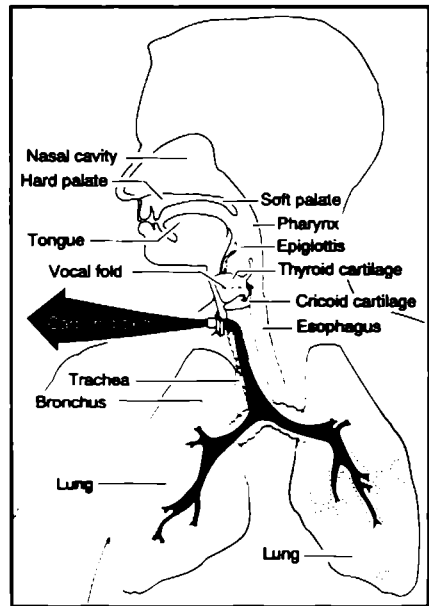 Nasal cavity
Hard palate
Soft palate
Pharynx
Tongue
Epiglottis
Vocal fold
Thyroid cartilage
Cricoid cartilage
Esophagus
Trachea
Bronchus
Lung
Lung